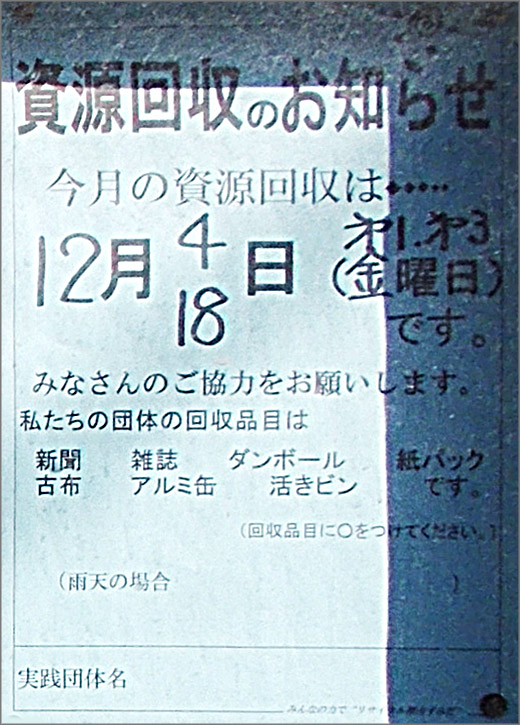 資源回収のお知らせ
今月の資源回収は・・・・・
12月4日 第1.第3
18 (金曜日)
です。
みなさんのご協力をお願いします。
私たちの団体の回収品目は
新聞 雑誌 ダンボール 紙パック
古布 アルミ缶 活きビン です。
(回収品目に○をつけてください。)
(雨天の場合 )
実践団体名